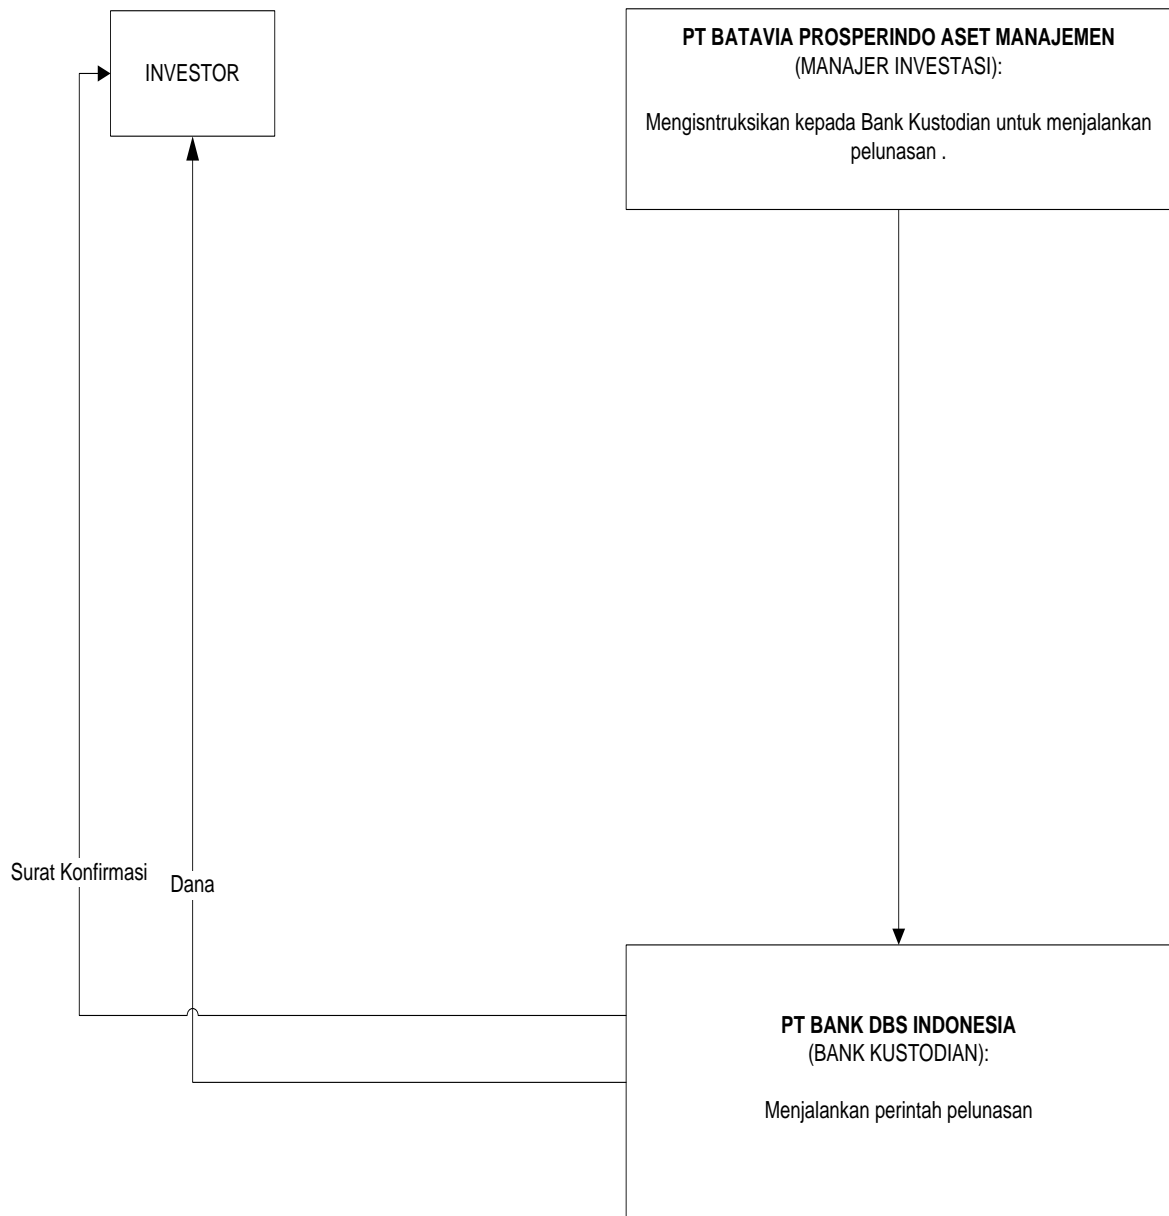 INVESTOR
PT BATAVIA PROSPERINDO ASET MANAJEMEN
(MANAJER INVESTASI):
Mengisntruksikan kepada Bank Kustodian untuk menjalankan
pelunasan .
Surat Konfirmasi
Dana
PT BANK DBS INDONESIA
(BANK KUSTODIAN):
Menjalankan perintah pelunasan